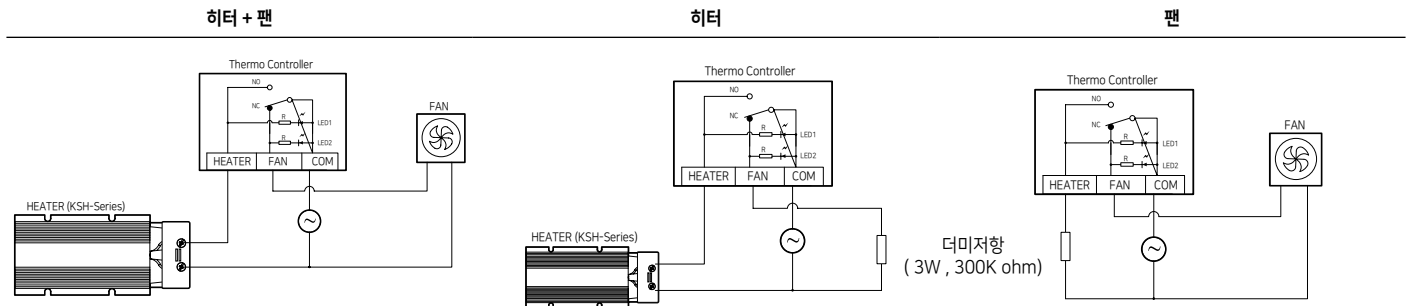 히터 + 팬
히터
팬
Thermo Controller
NO
NC
R
LED1
R
LED2
HEATER FAN COM
FAN
HEATER (KSH-Series)
Thermo Controller
NO
NC
R
LED1
R
LED2
HEATER FAN COM
HEATER (KSH-Series)
더미저항
( 3W , 300K ohm)
Thermo Controller
NO
NC
R
LED1
R
LED2
HEATER FAN COM
FAN